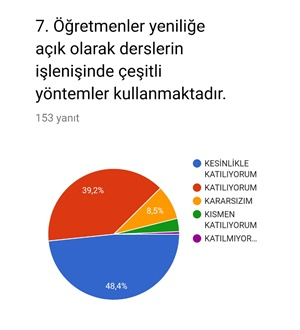 7. Öğretmenler yeniliğe
açık olarak derslerin
işlenişinde çeşitli
yöntemler kullanmaktadır.
153 yanıt
KESİNLİKLE
KATILIYORUM
KATILIYORUM
KARARSIZIM
KISMEN
KATILIYORUM
KATILMIYOR...
39,2%
8,5%
48,4%